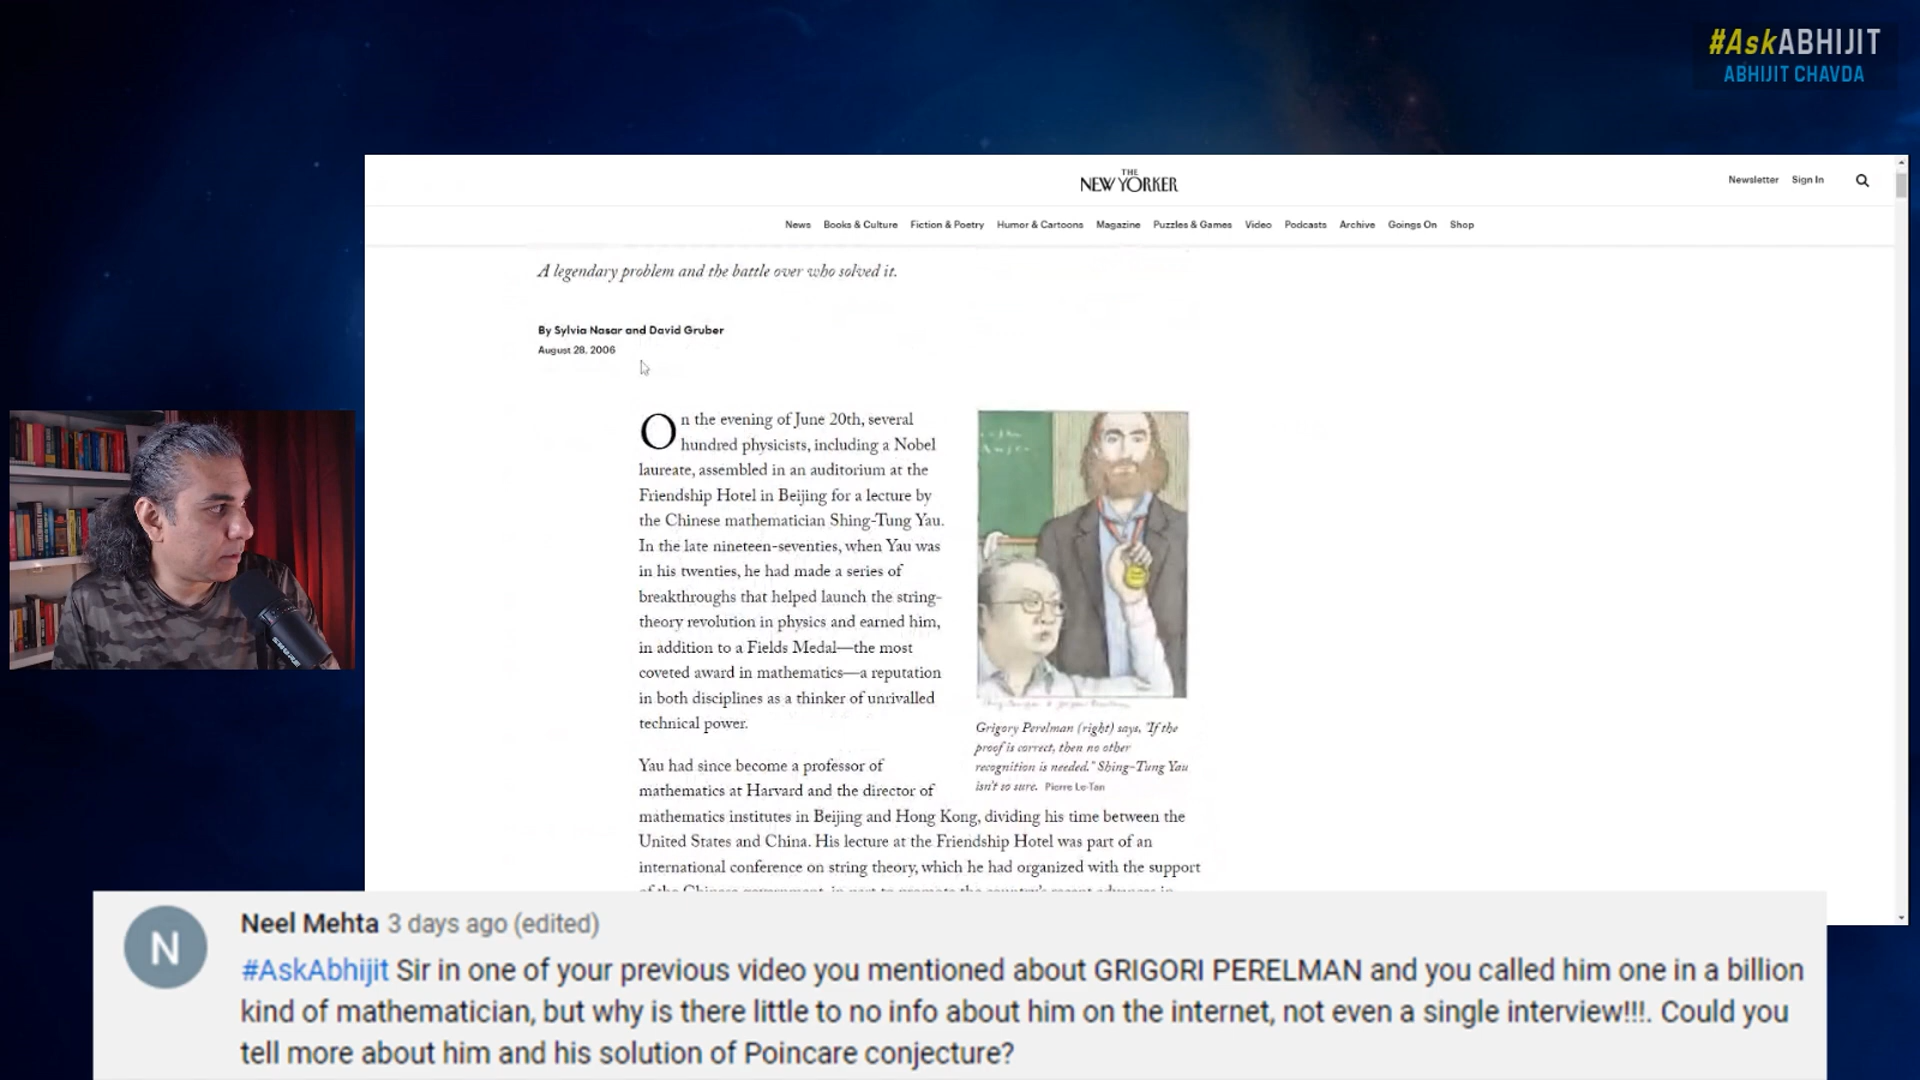 #AskABHIJIT
ABHIJIT CHAVDA
THE
NEW YORKER
Newsletter Sign In
News Books & Culture Fiction & Poetry Humor & Cartoons Magazine Puzzles & Games Video Podcasts Archive Goings On Shop
A legendary problem and the battle over who solved it.
By Sylvia Nasar and David Gruber
August 28, 2006
On the evening of June 20th, several
hundred physicists, including a Nobel
laureate, assembled in an auditorium at the
Friendship Hotel in Beijing for a lecture by
the Chinese mathematician Shing-Tung Yau.
In the late nineteen-seventies, when Yau was
in his twenties, he had made a series of
breakthroughs that helped launch the string-
theory revolution in physics and earned him,
in addition to a Fields Medal—the most
coveted award in mathematics—a reputation
in both disciplines as a thinker of unrivalled
technical power.
Grigory Perelman (right) says, "If the
proof is correct, then no other
recognition is needed." Shing-Tung Yau
isn't so sure. Pierre Le-Tan
Yau had since become a professor of
mathematics at Harvard and the director of
mathematics institutes in Beijing and Hong Kong, dividing his time between the
United States and China. His lecture at the Friendship Hotel was part of an
international conference on string theory, which he had organized with the support
SHURE
N
Neel Mehta 3 days ago (edited)
#AskAbhijit Sir in one of your previous video you mentioned about GRIGORI PERELMAN and you called him one in a billion
kind of mathematician, but why is there little to no info about him on the internet, not even a single interview!!!. Could you
tell more about him and his solution of Poincare conjecture?